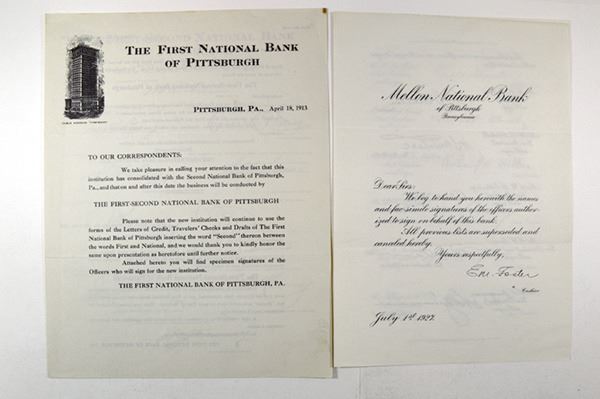 THE FIRST NATIONAL BANK
OF PITTSBURGH
PITTSBURGH, PA., April 18, 1913
TO OUR CORRESPONDENTS:
We take pleasure in calling your attention to the fact that this
institution has consolidated with the Second National Bank of Pittsburgh,
Pa., and that on and after this date the business will be conducted by
THE FIRST-SECOND NATIONAL BANK OF PITTSBURGH
Please note that the new institution will continue to use the
forms of the Letters of Credit, Travelers' Checks and Drafts of The First
National Bank of Pittsburgh inserting the word "Second" thereon between
the words First and National, and we would thank you to kindly honor the
same upon presentation as heretofore until further notice.
Attached hereto you will find specimen signatures of the
Officers who will sign for the new institution.
THE FIRST NATIONAL BANK OF PITTSBURGH, PA.
Mellon National Bank
of Pittsburgh
Pennsylvania
Dear Sirs:
We beg to hand you herewith the names
and fac-simile signatures of the officers author-
ized to sign on behalf of this bank.
All previous lists are superseded and
canceled hereby.
Yours respectfully,
E M Foster
Cashier
July 1st 1927.